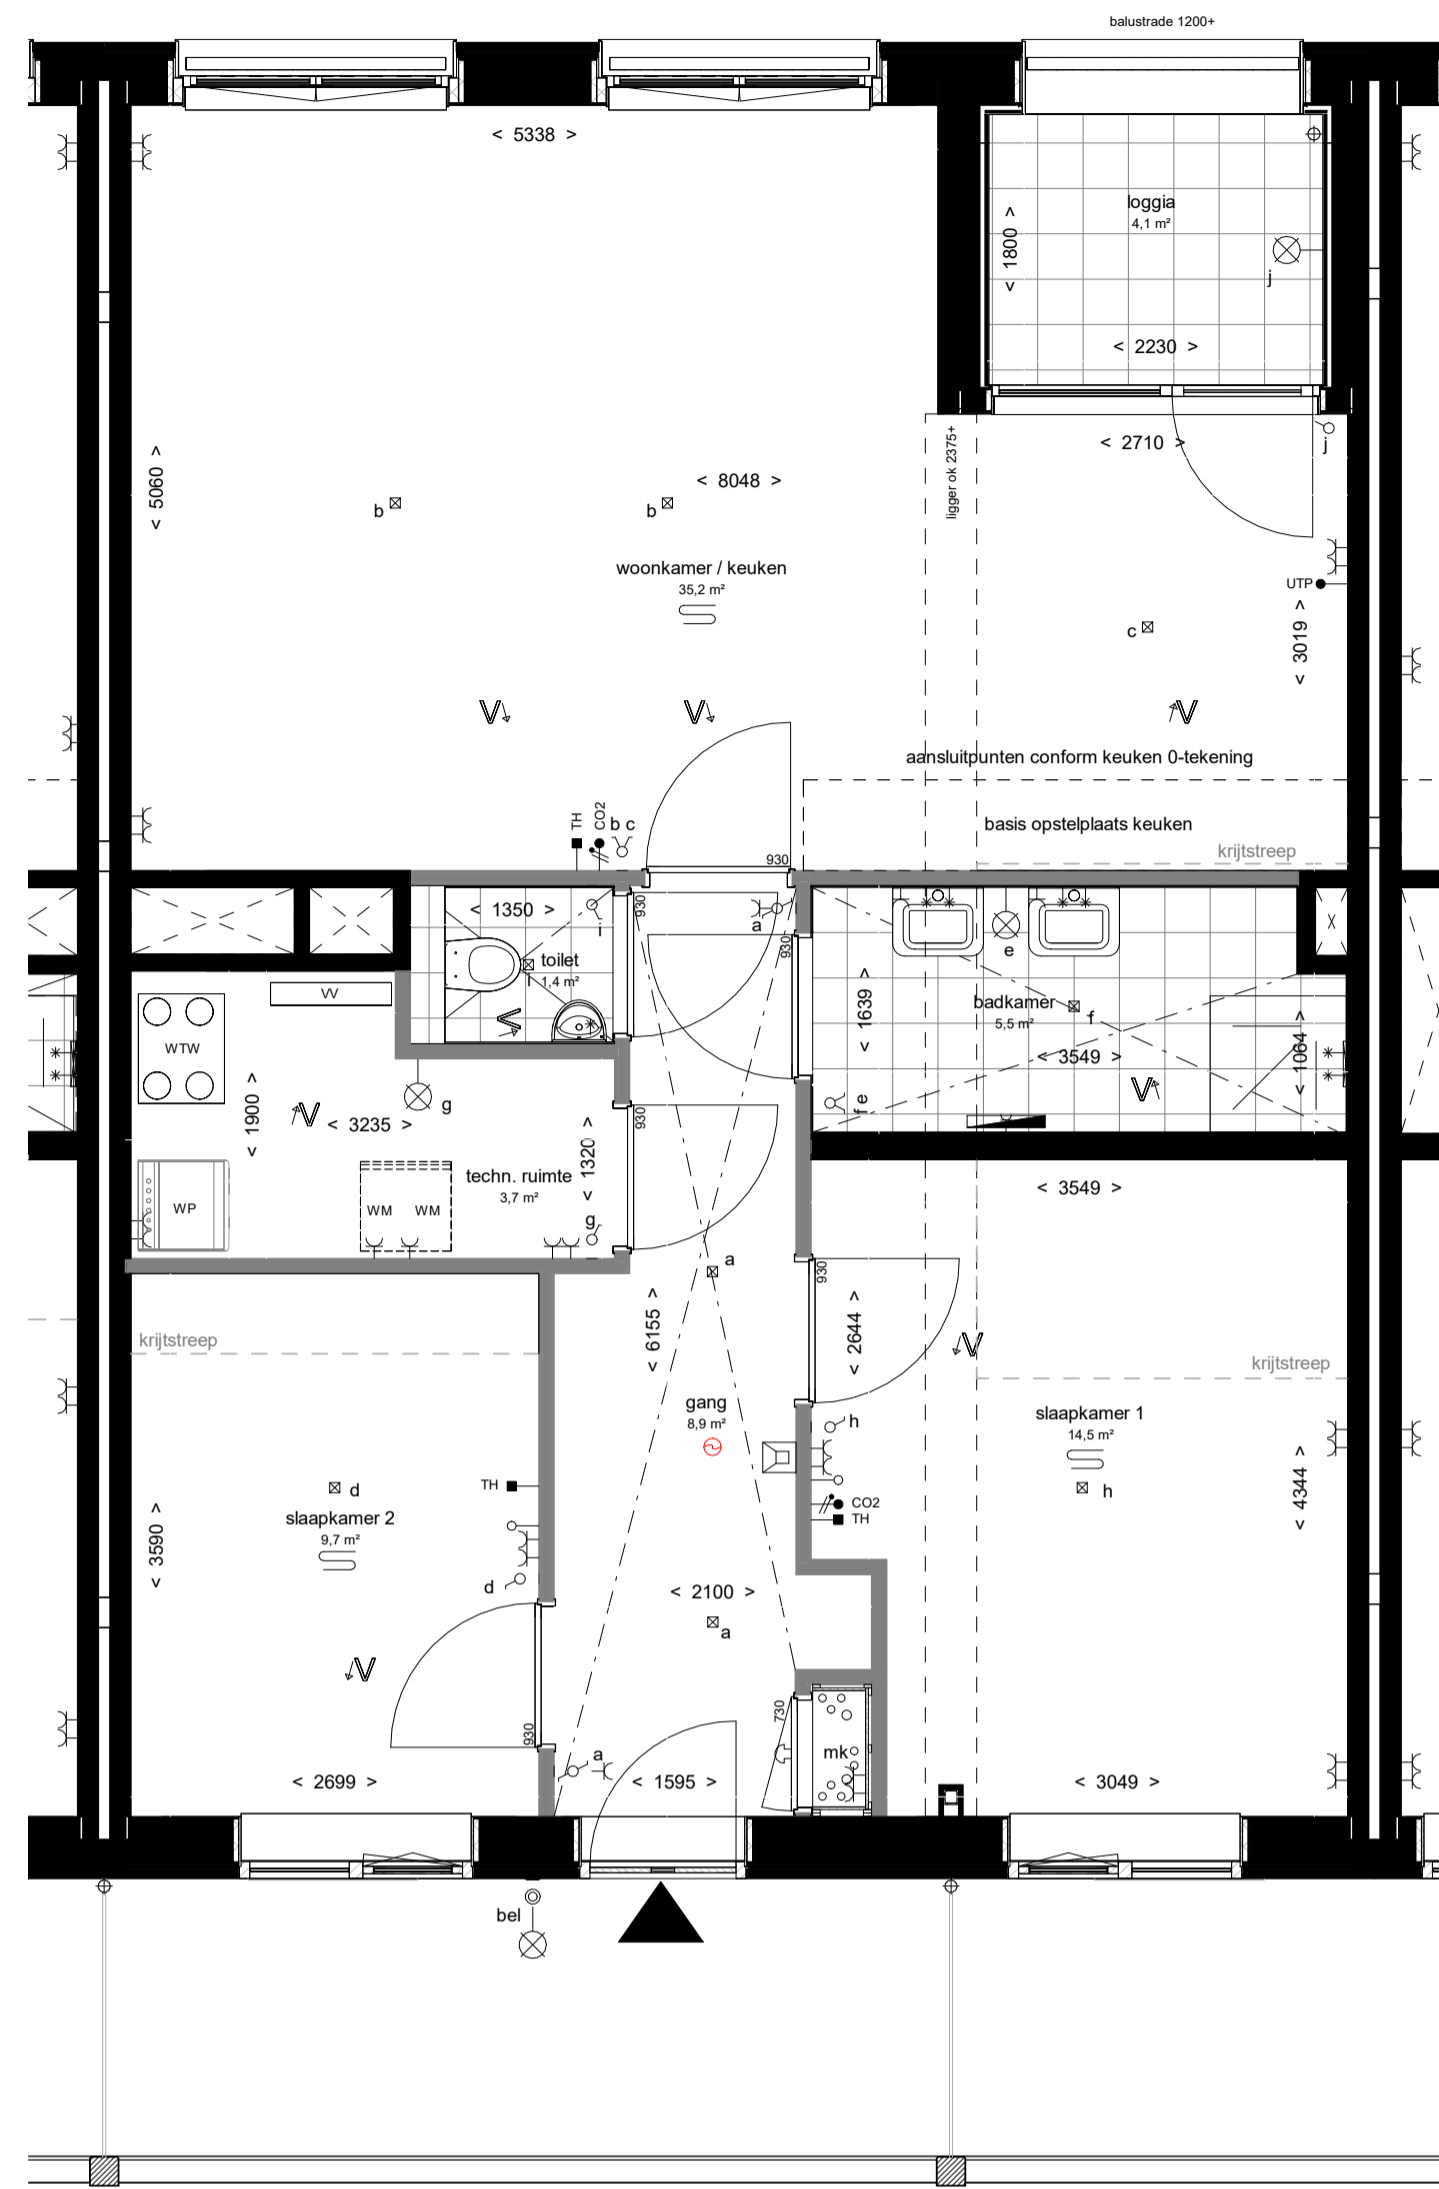 balustrade 1200+
< 5338 >
loggia
4,1 m²
< 1800 >
j
< 2230 >
ligger ok 2375+
< 2710 >
j
< 5060 >
< 8048 >
b
b
woonkamer / keuken
35,2 m²
UTP
c
< 3019 >
V
V
V
aansluitpunten conform keuken 0-tekening
TH
CO2
b c
basis opstelplaats keuken
krijtstreep
930
< 1350 >
i
930
a
930
e
toilet
i
1,4 m²
V
VV
WTW
badkamer
5,5 m²
f
< 1639 >
< 3549 >
< 1064 >
V
f e
g
V
< 1900 >
< 3235 >
930
< 1320 >
techn. ruimte
3,7 m²
WP
WM
WM
g
< 3549 >
a
930
krijtstreep
< 6155 >
< 2644 >
V
krijtstreep
gang
8,9 m²
slaapkamer 1
14,5 m²
h
TH
d
h
slaapkamer 2
9,7 m²
CO2
TH
< 4344 >
< 3590 >
d
< 2100 >
a
V
930
730
mk
a
< 2699 >
< 1595 >
< 3049 >
bel